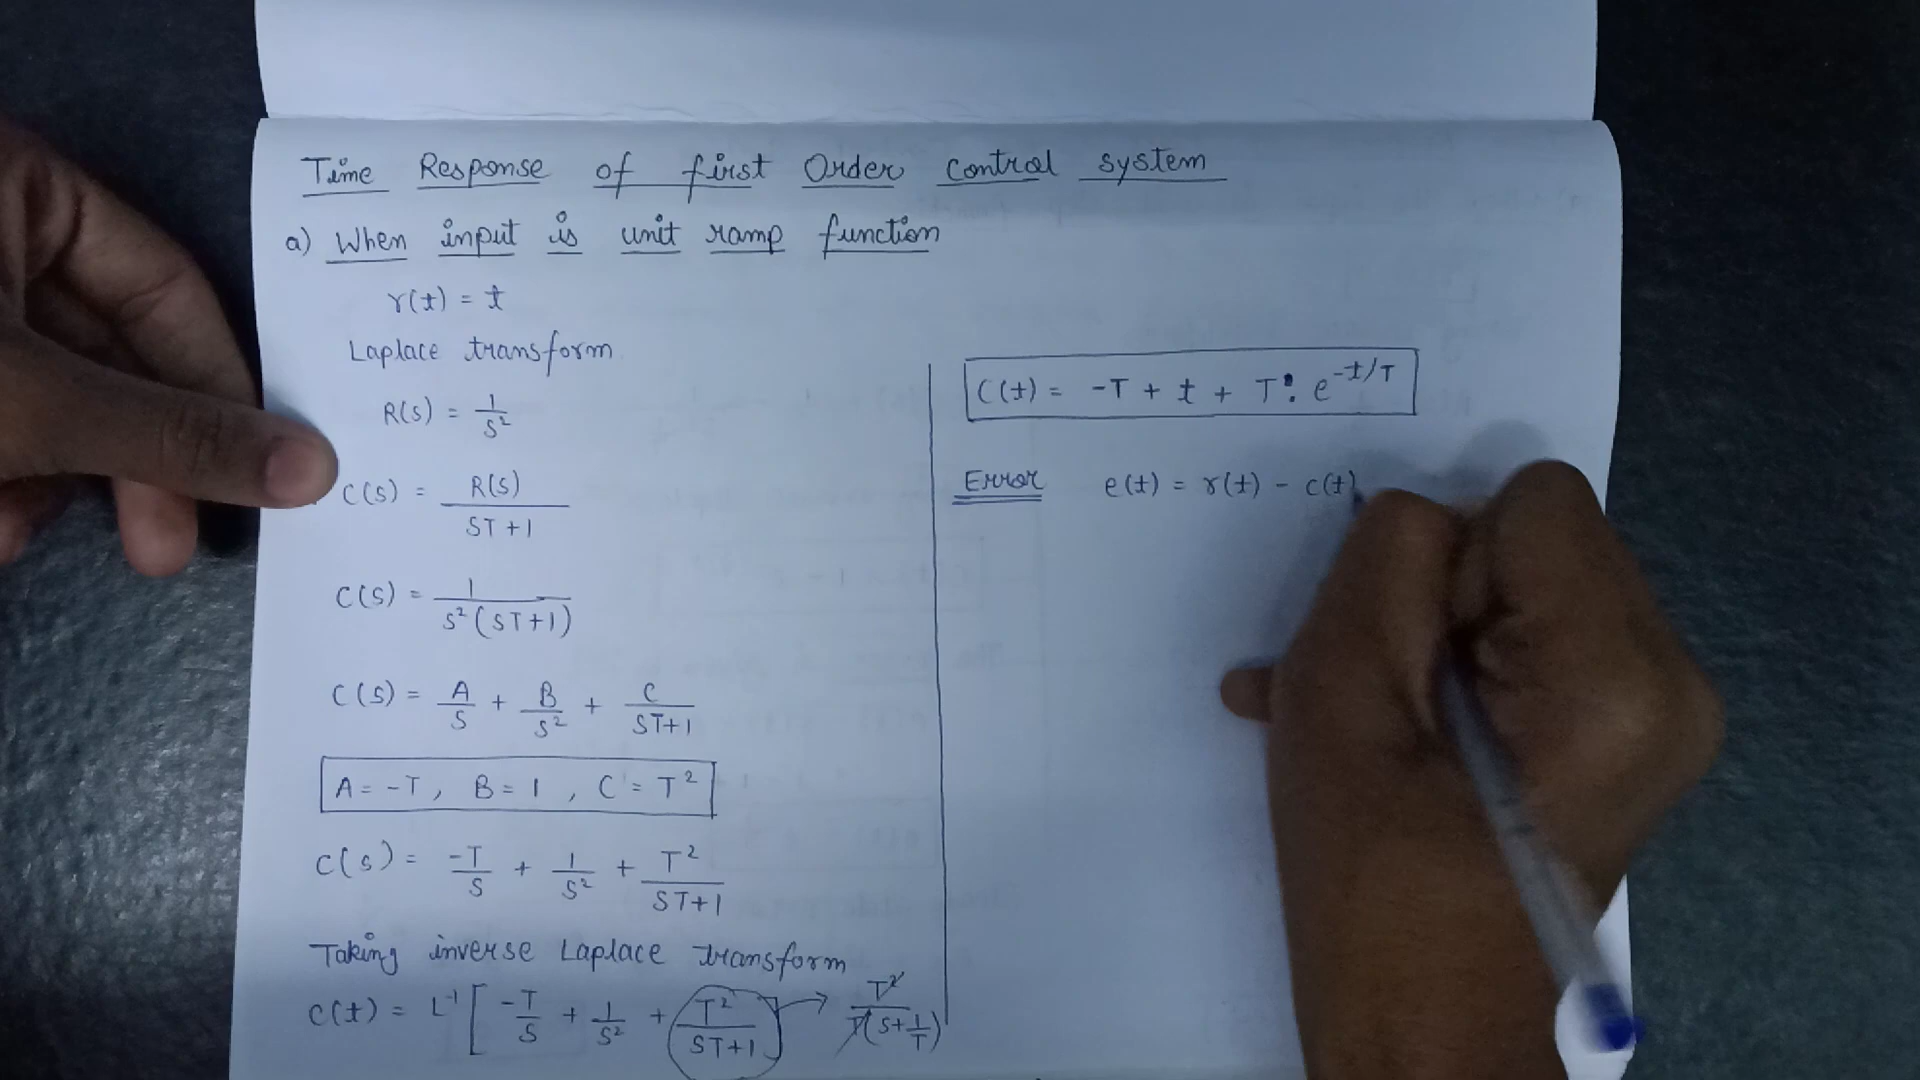 Time Response of first Order control system
a) When input is unit ramp function
r(t) = t
Laplace transform
R(s) = 1/s²
C(s) = R(s)/(ST+1)
C(s) = 1/(s²(ST+1))
C(s) = A/S + B/S² + C/(ST+1)
A = -T, B = 1, C = T²
C(s) = -T/S + 1/S² + T²/(ST+1)
Taking inverse Laplace transform
C(t) = L⁻¹[-T/S + 1/S² + T²/(ST+1)] → T²/(T(S+1/T))
C(t) = -T + t + T. e^(-t/T)
Error e(t) = r(t) - c(t)